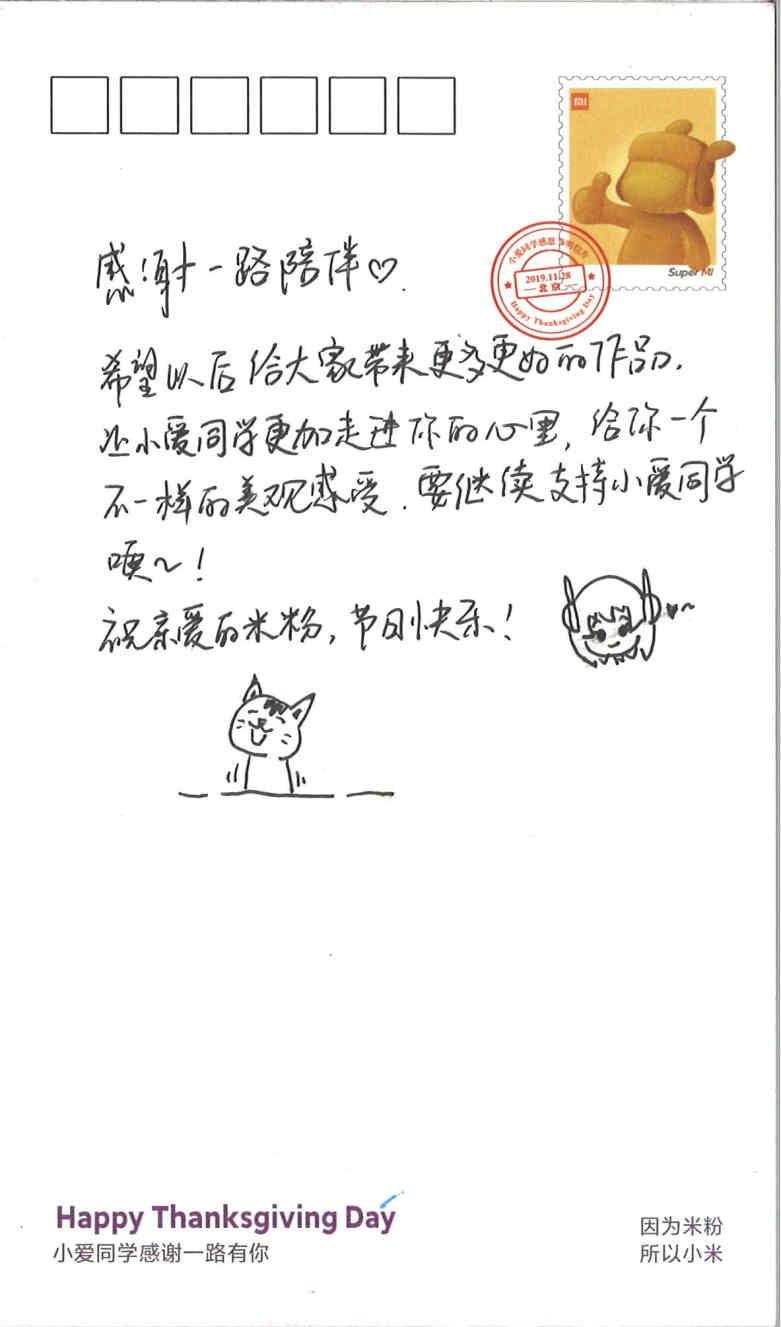 MI
Super MI
小爱同学感恩节明信片
2019.11.28
北京
Happy Thanksgiving Day
感谢一路陪伴♡.
希望以后给大家带来更多更好的作品.
让小爱同学更加走进你的心里,给你一个
不一样的美观感受.要继续支持小爱同学
噢~!
祝亲爱的米粉,节日快乐!
Happy Thanksgiving Day
小爱同学感谢一路有你
因为米粉
所以小米